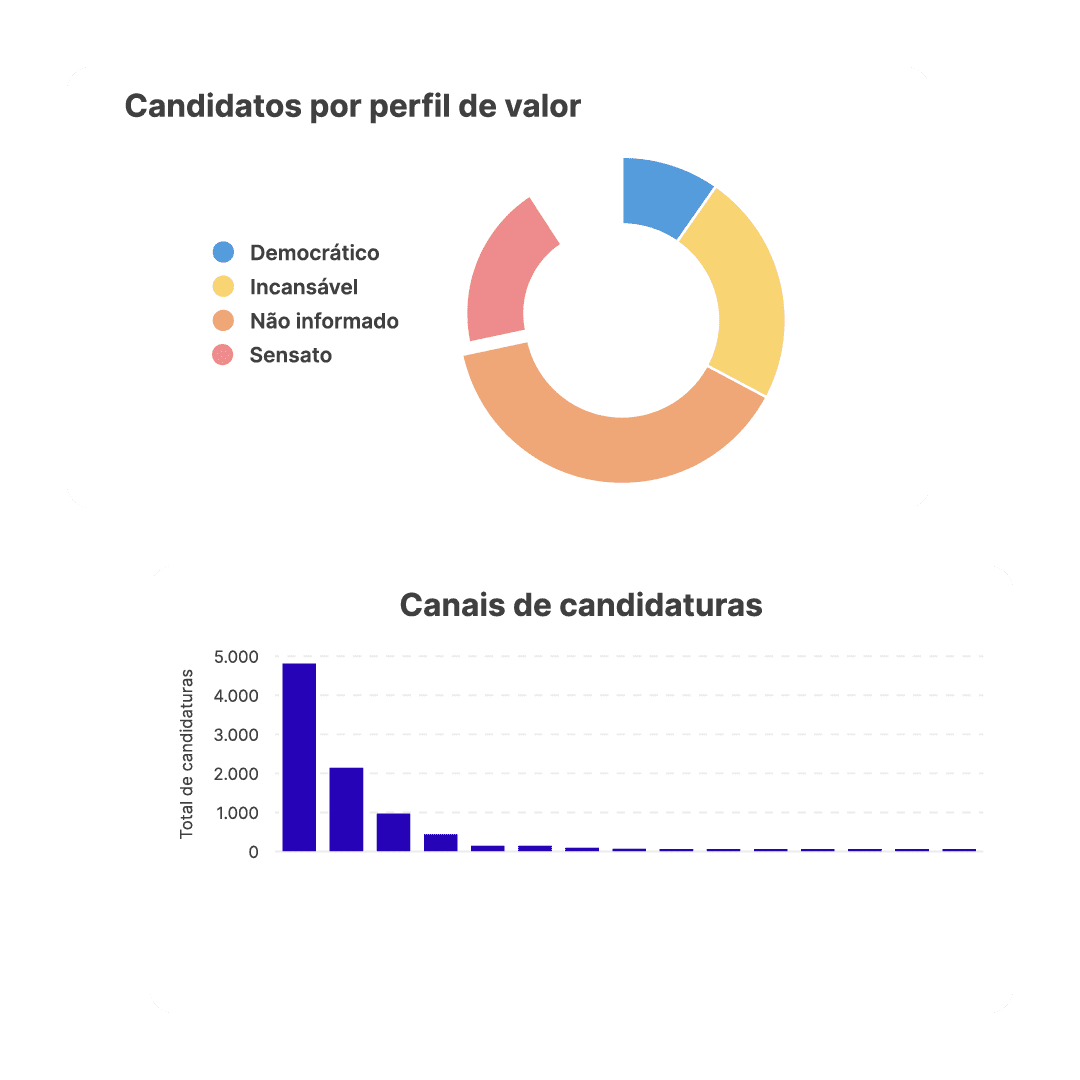 Candidatos por perfil de valor
Democrático
Incansável
Não informado
Sensato
Canais de candidaturas
Total de candidaturas
5.000
4.000
3.000
2.000
1.000
0